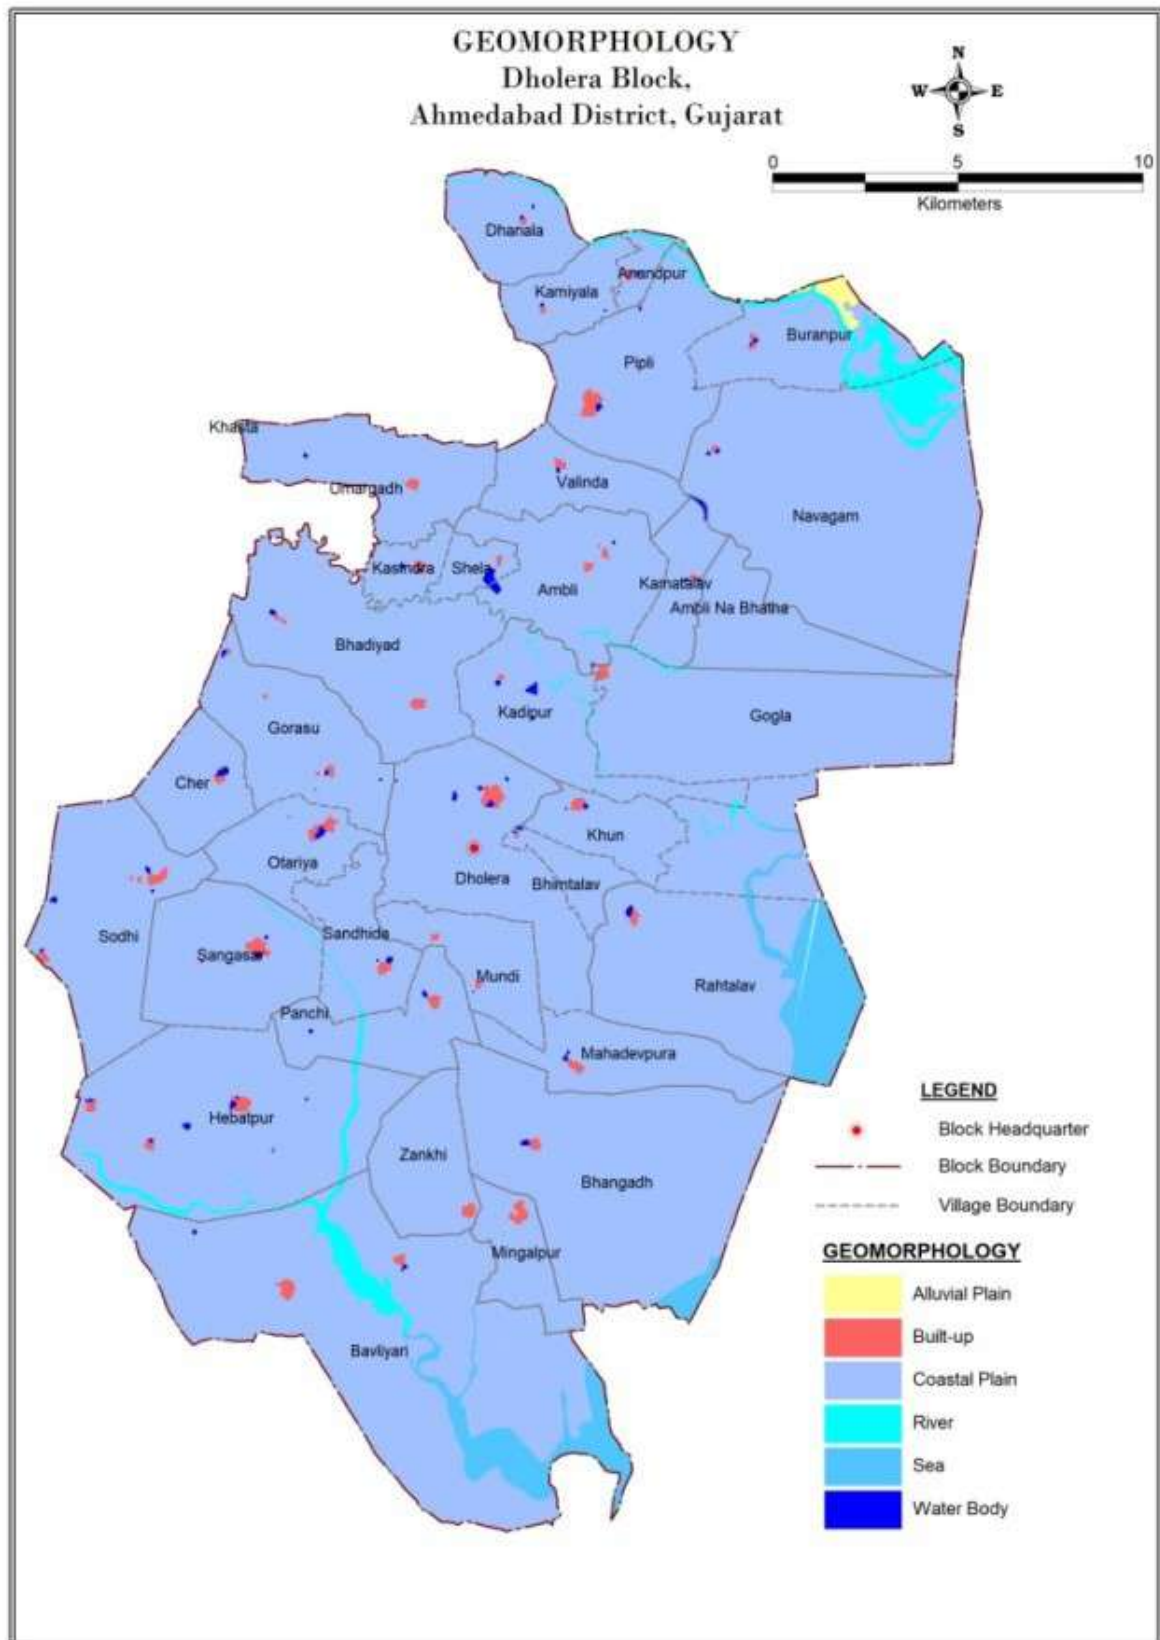 GEOMORPHOLOGY
Dholera Block,
Ahmedabad District, Gujarat
N
W E
S
0 5 10
Kilometers
Dhanala
Anandpur
Kamiyala
Buranpur
Pipli
Khasta
Valinda
Umargadh
Navagam
Kasindra
Shela
Ambli
Kamatalav
Ambli Na Bhatha
Bhadiyad
Kadipur
Gogla
Gorasu
Cher
Khun
Otariya
Dholera
Bhimtalav
Sodhi
Sandhida
Sangasar
Mundi
Rahtalav
Panchi
Mahadevpura
Hebatpur
Zankhi
Bhangadh
Mingalpur
Bavliyari
LEGEND
Block Headquarter
Block Boundary
Village Boundary
GEOMORPHOLOGY
Alluvial Plain
Built-up
Coastal Plain
River
Sea
Water Body